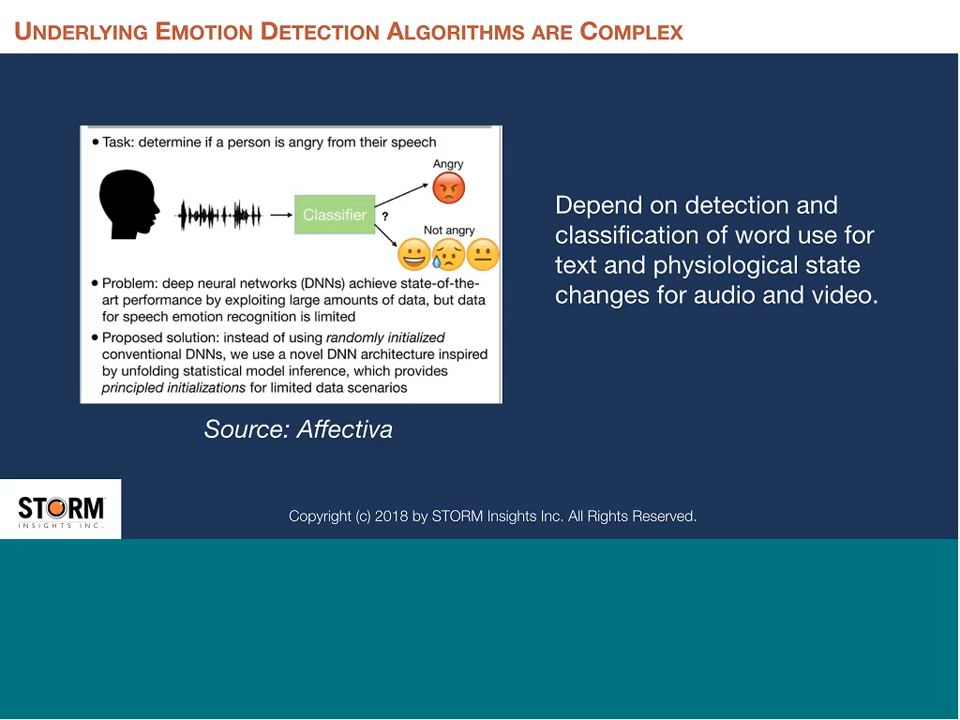 UNDERLYING EMOTION DETECTION ALGORITHMS ARE COMPLEX
• Task: determine if a person is angry from their speech
Angry
Classifier
?
Not angry
• Problem: deep neural networks (DNNs) achieve state-of-the-
art performance by exploiting large amounts of data, but data
for speech emotion recognition is limited
• Proposed solution: instead of using randomly initialized
conventional DNNs, we use a novel DNN architecture inspired
by unfolding statistical model inference, which provides
principled initializations for limited data scenarios
Source: Affectiva
Depend on detection and
classification of word use for
text and physiological state
changes for audio and video.
STORM
INSIGHTS INC.
Copyright (c) 2018 by STORM Insights Inc. All Rights Reserved.